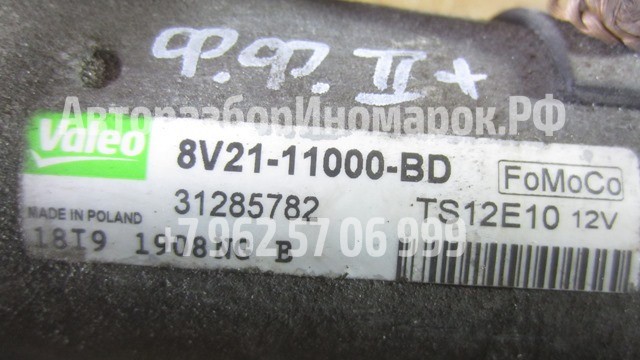 Ф.Ф. II +
АвторазборИномарок.РФ
Valeo
8V21-11000-BD
FoMoCo
31285782
TS12E10 12V
MADE IN POLAND
+7 962 57 06 999
18T9 1908NC B